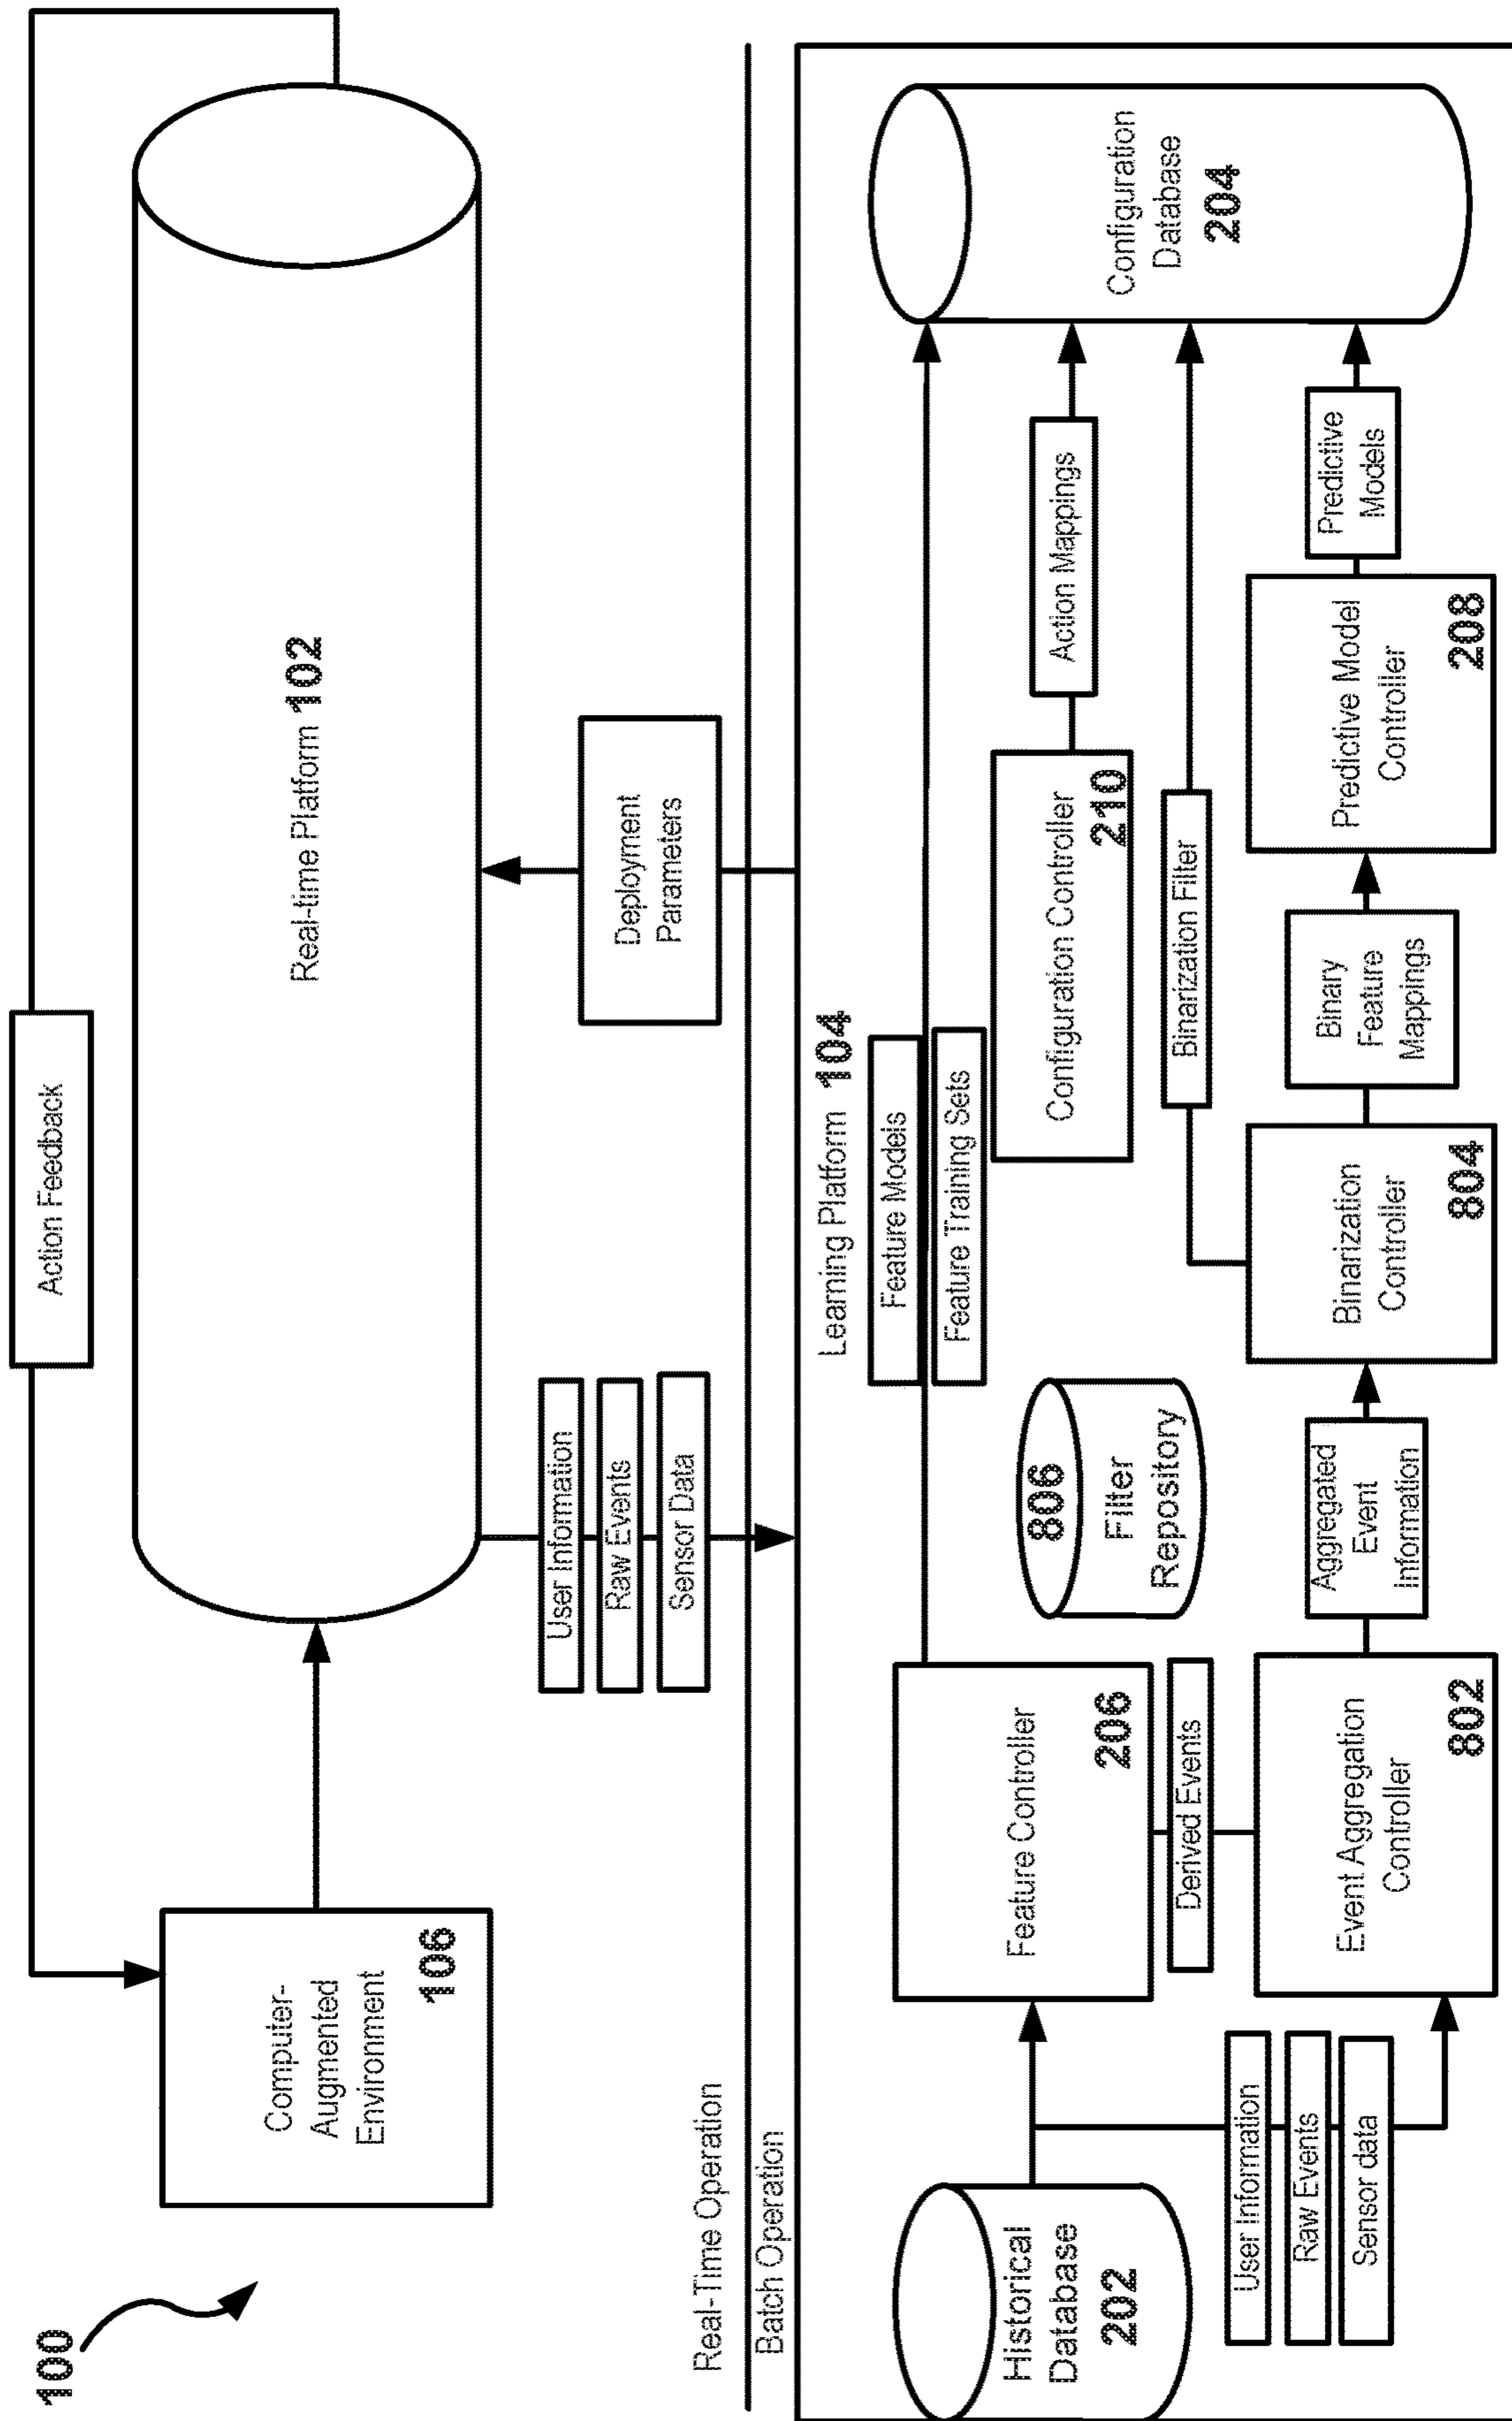 100
Action Feedback
Computer-
Augmented
Environment
106
Real-time Platform 102
User Information
Raw Events
Sensor Data
Deployment
Parameters
Real-Time Operation
Batch Operation
Learning Platform 104
Historical
Database
202
User Information
Raw Events
Sensor data
Feature Controller
206
Derived Events
Event Aggregation
Controller
802
Feature Models
Feature Training Sets
806
Filter
Repository
Aggregated
Event
Information
Configuration Controller
210
Action Mappings
Binarization Filter
Binarization
Controller
804
Binary
Feature
Mappings
Predictive Model
Controller
208
Predictive
Models
Configuration
Database
204